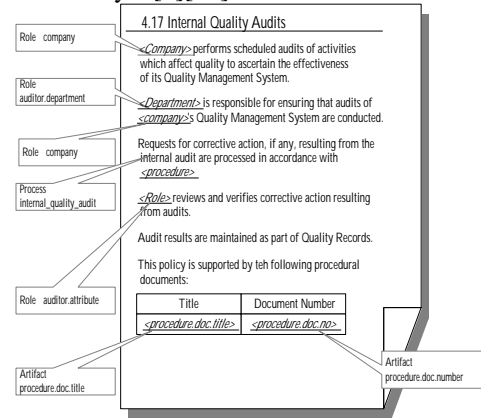 4.17 Internal Quality Audits
Role company
<Company> performs scheduled audits of activities
which affect quality to ascertain the effectiveness
of its Quality Management System.
Role
auditor.department
<Department> is responsible for ensuring that audits of
<company>'s Quality Management System are conducted.
Role company
Requests for corrective action, if any, resulting from the
internal audit are processed in accordance with
<procedure>
Process
internal_quality_audit
<Role> reviews and verifies corrective action resulting
from audits.
Audit results are maintained as part of Quality Records.
This policy is supported by teh following procedural
documents:
Role auditor.attribute
Title Document Number
<procedure.doc.title> <procedure.doc.no>
Artifact
procedure.doc.title
Artifact
procedure.doc.number